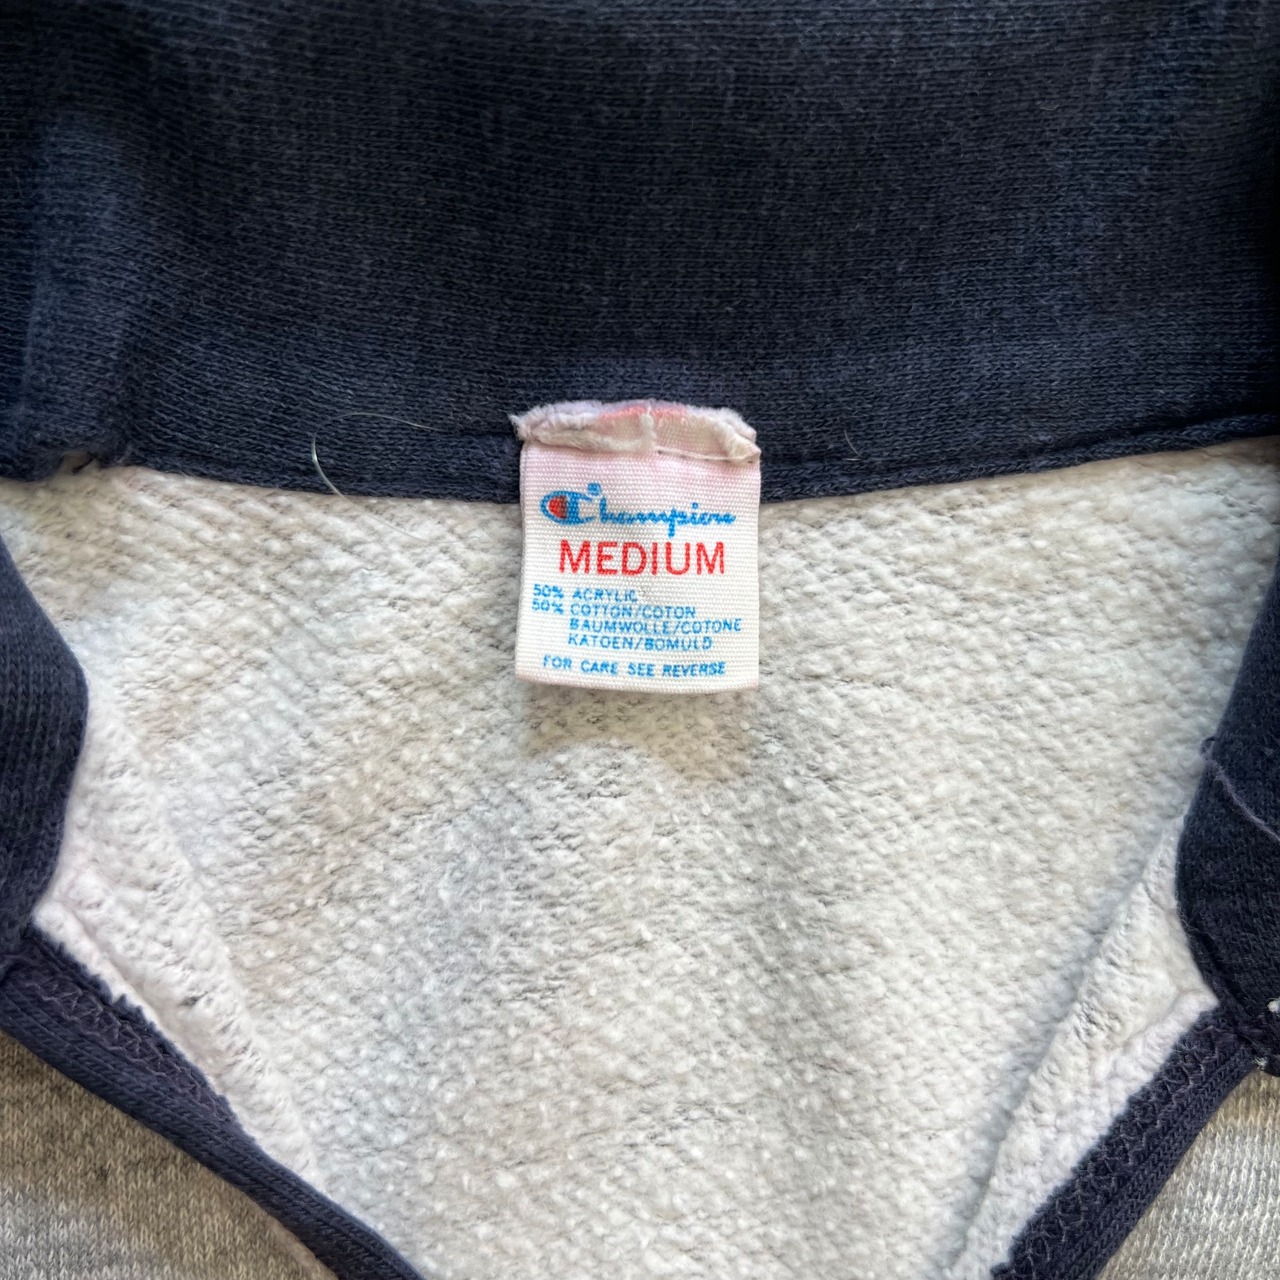 Champion
MEDIUM
50% ACRYLIC
50% COTTON/COTON
BAUMWOLLE/COTONE
KATOEN/BOMULD
FOR CARE SEE REVERSE